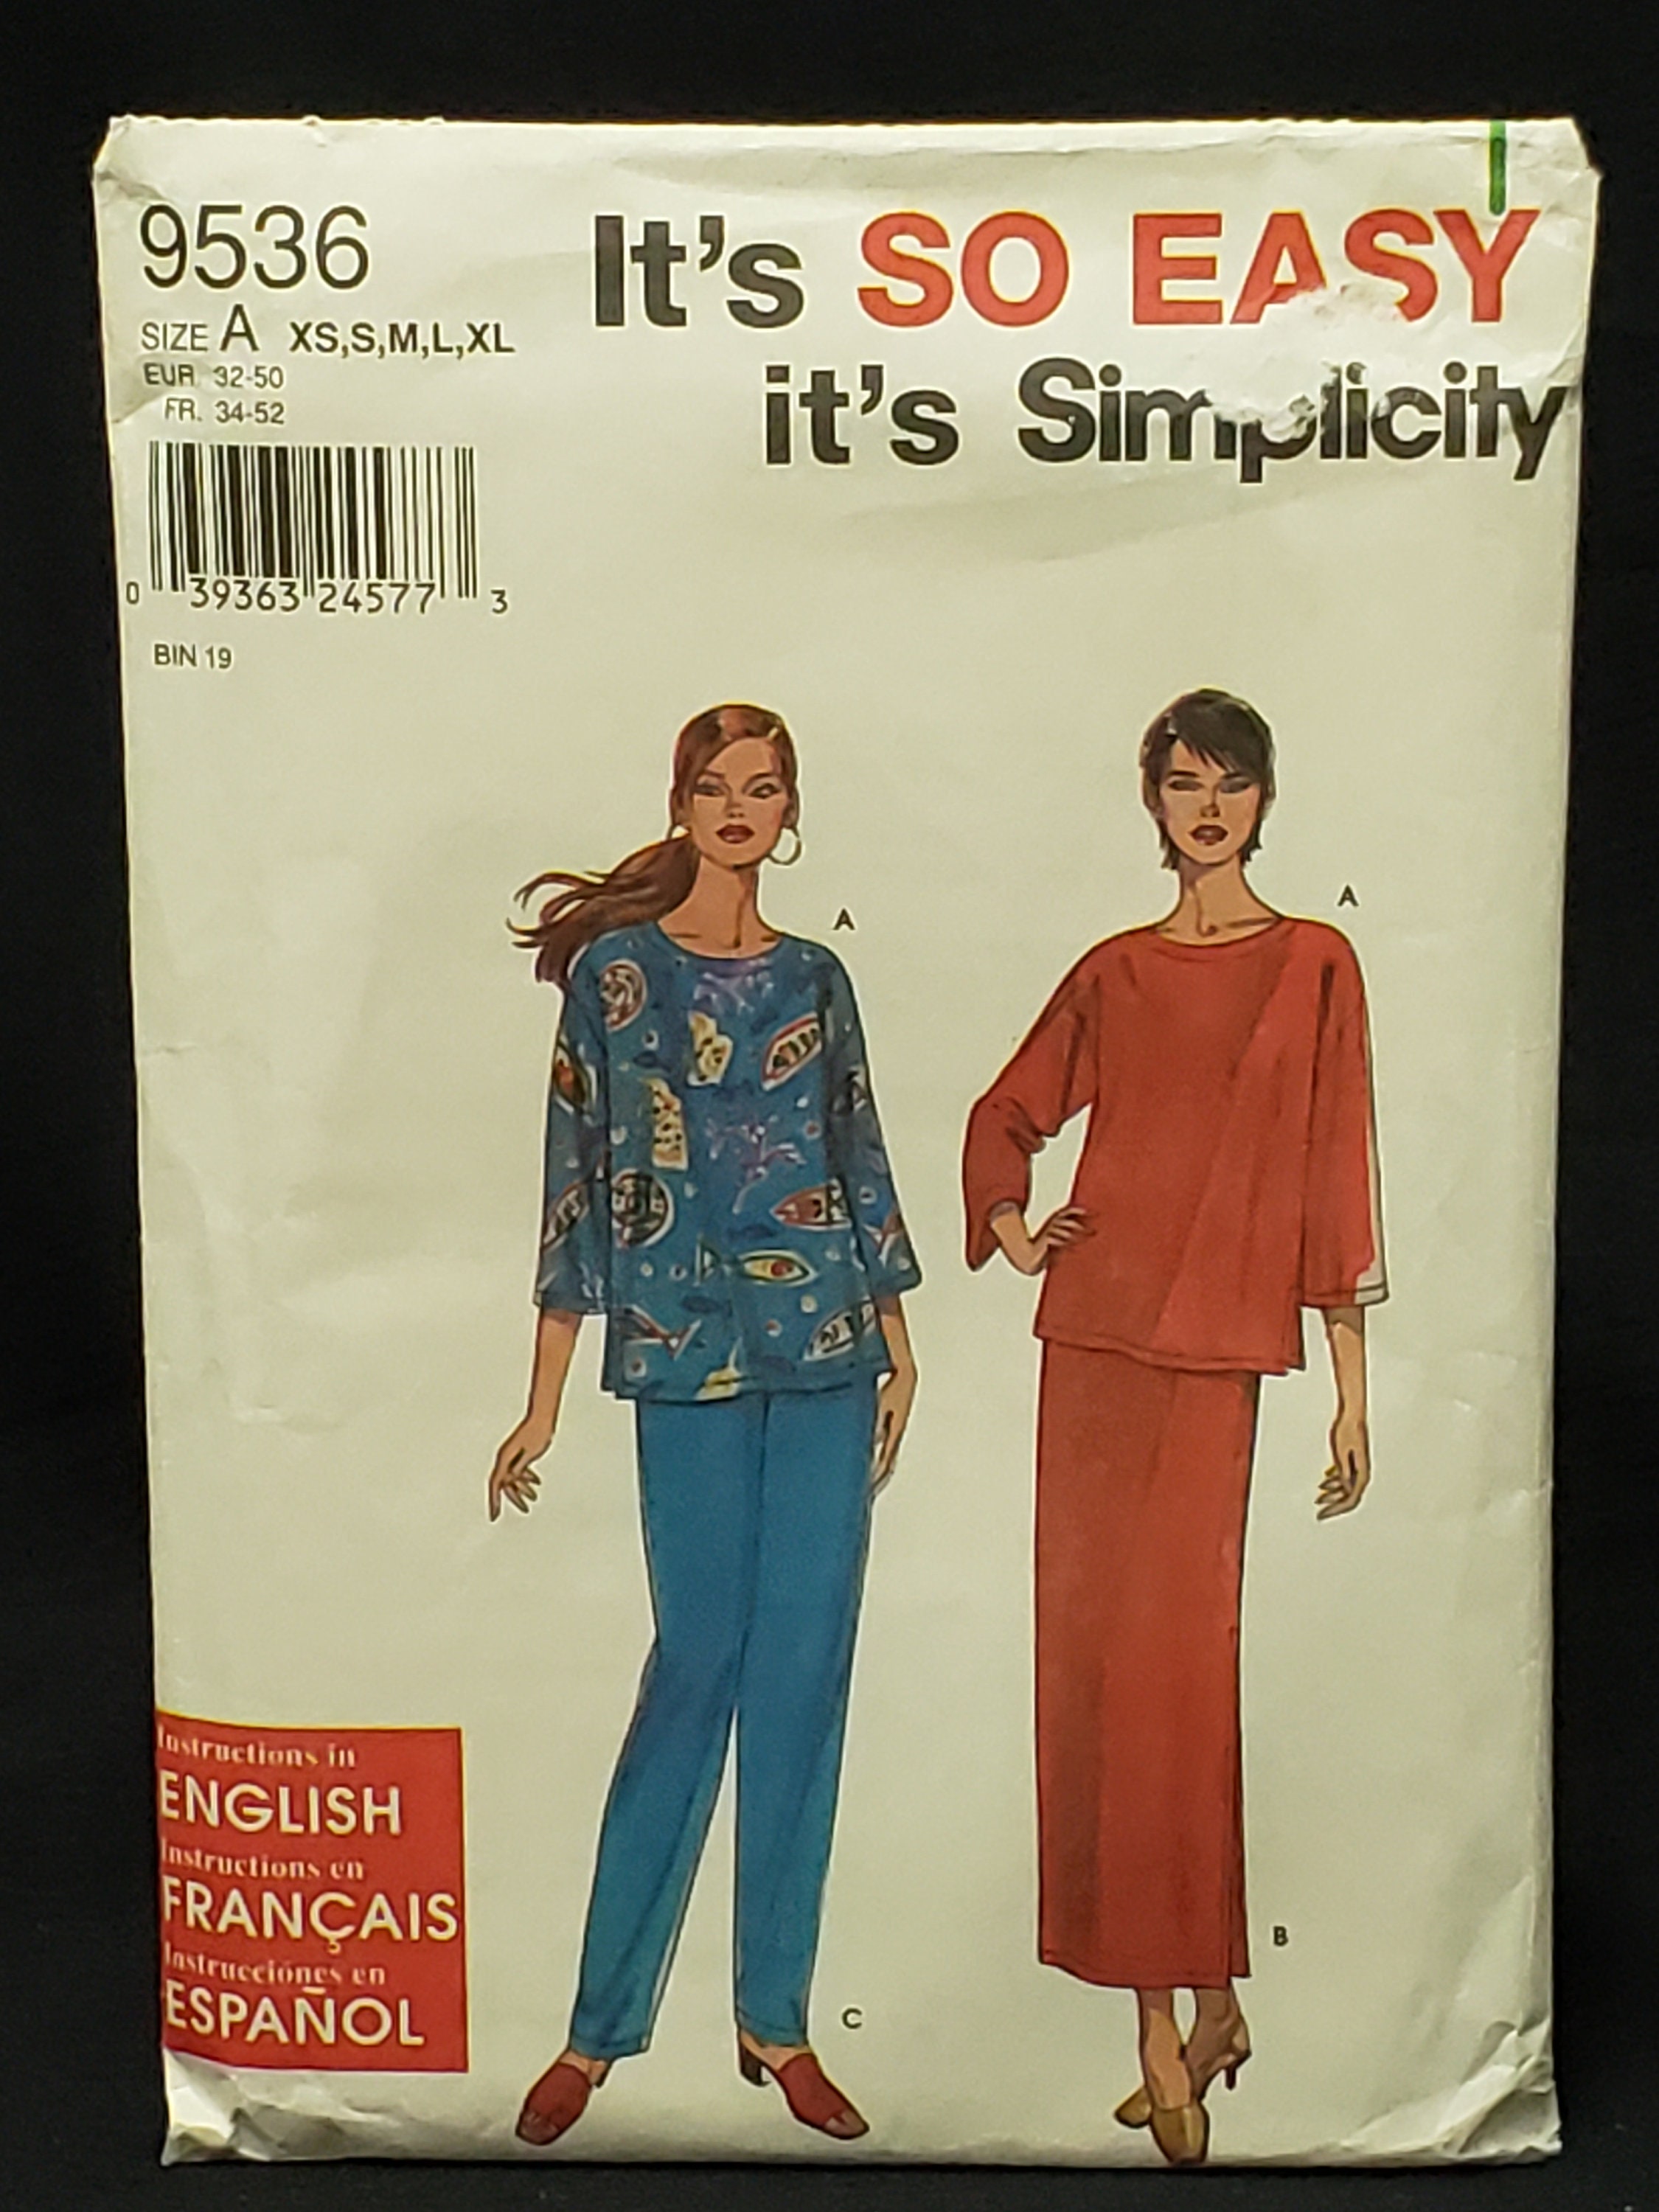 9536
SIZE A XS,S,M,L,XL
EUR. 32-50
FR. 34-52
0 39363 24577 3
BIN 19
It's SO EASY
it's Simplicity
A
A
B
C
Instructions in
ENGLISH
Instructions en
FRANÇAIS
Instrucciónes en
ESPAÑOL